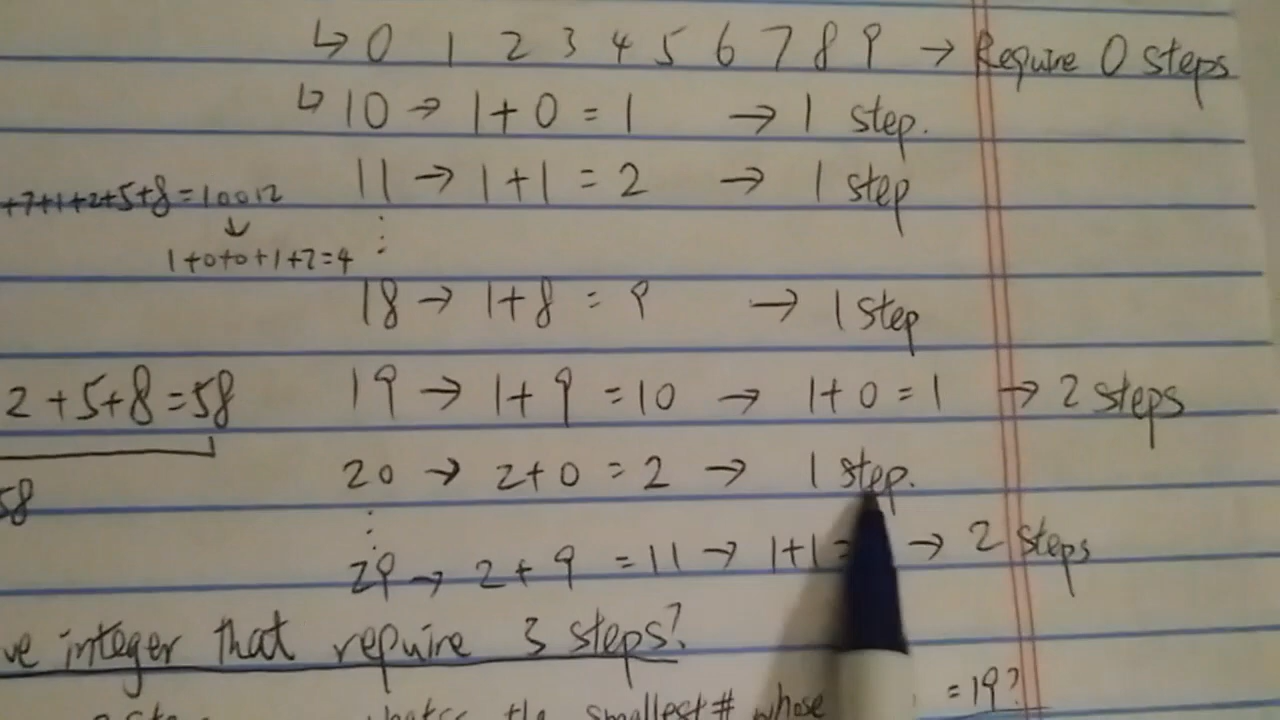 ↳ 0 1 2 3 4 5 6 7 8 9 → Require 0 steps
↳ 10 → 1+0 = 1 → 1 step.
11 → 1+1 = 2 → 1 step
+7+1+2+5+8=10012
↓
1+0+0+1+2=4
⋮
18 → 1+8 = 9 → 1 step
2+5+8=58
19 → 1+9 = 10 → 1+0 = 1 → 2 steps
20 → 2+0 = 2 → 1 step.
58
⋮
29 → 2+9 = 11 → 1+1 = → 2 steps
ve integer that require 3 steps?
the smallest # whose = 19?